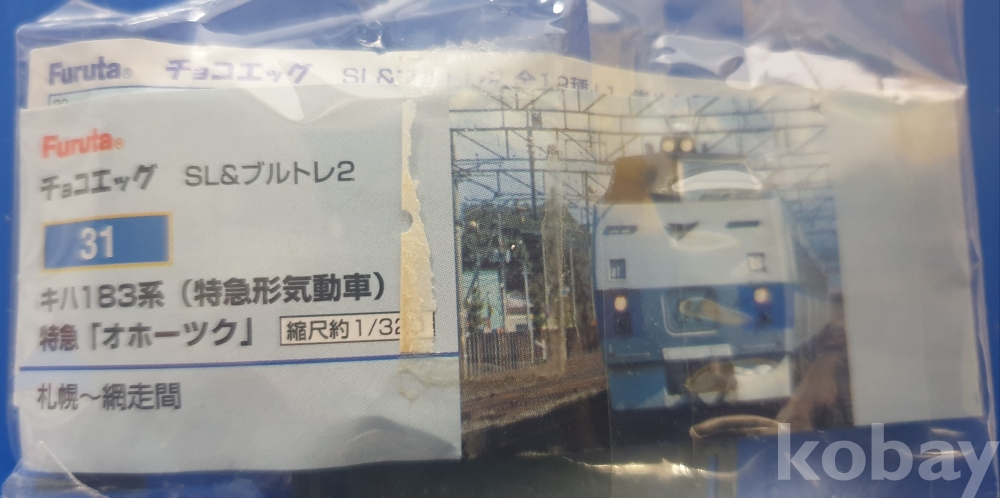 Furuta® チョコエッグ SL&
Furuta®
チョコエッグ SL&ブルトレ2
31
キハ183系（特急形気動車）
特急「オホーツク」 縮尺約1/32
札幌〜網走間
kobay